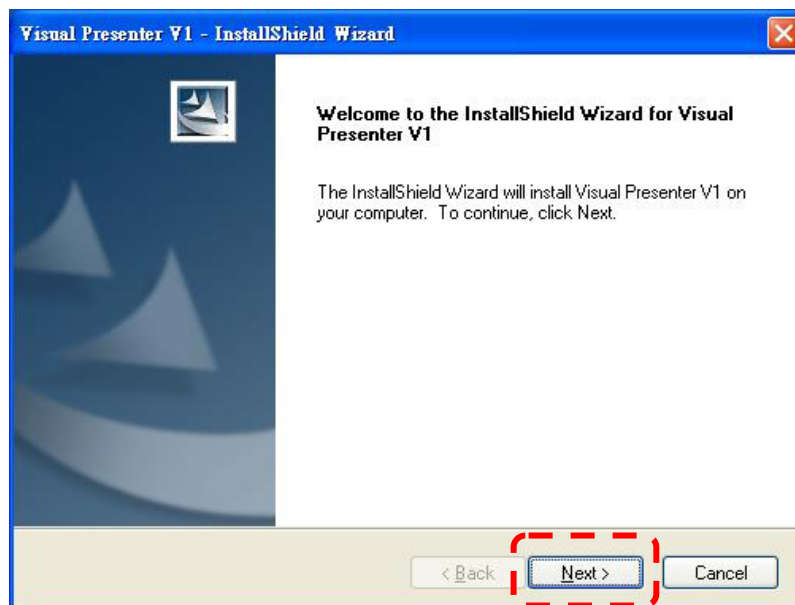 Visual Presenter V1 - InstallShield Wizard
Welcome to the InstallShield Wizard for Visual
Presenter V1
The InstallShield Wizard will install Visual Presenter V1 on
your computer. To continue, click Next.
< Back
Next >
Cancel